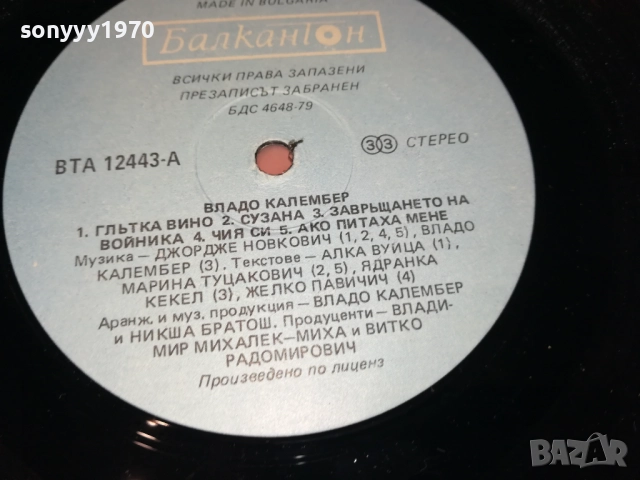 sonyyy1970
MADE IN BULGARIA
Балкантон
ВСИЧКИ ПРАВА ЗАПАЗЕНИ
ПРЕЗАПИСЪТ ЗАБРАНЕН
БДС 4648-79
ВТА 12443-А
33 СТЕРЕО
ВЛАДО КАЛЕМБЕР
1. ГЛЪТКА ВИНО 2. СУЗАНА 3. ЗАВРЪЩАНЕТО НА
ВОЙНИКА 4. ЧИЯ СИ 5. АКО ПИТАХА МЕНЕ
Музика – ДЖОРДЖЕ НОВКОВИЧ (1, 2, 4, 5), ВЛАДО
КАЛЕМБЕР (3). Текстове – АЛКА ВУИЦА (1),
МАРИНА ТУЦАКОВИЧ (2, 5), ЯДРАНКА
КЕКЕЛ (3), ЖЕЛКО ПАВИЧИЧ (4)
Аранж. и муз. продукция – ВЛАДО КАЛЕМБЕР
и НИКША БРАТОШ. Продуценти – ВЛАДИ-
МИР МИХАЛЕК–МИХА и ВИТКО
РАДОМИРОВИЧ
Произведено по лиценз
BAZAR